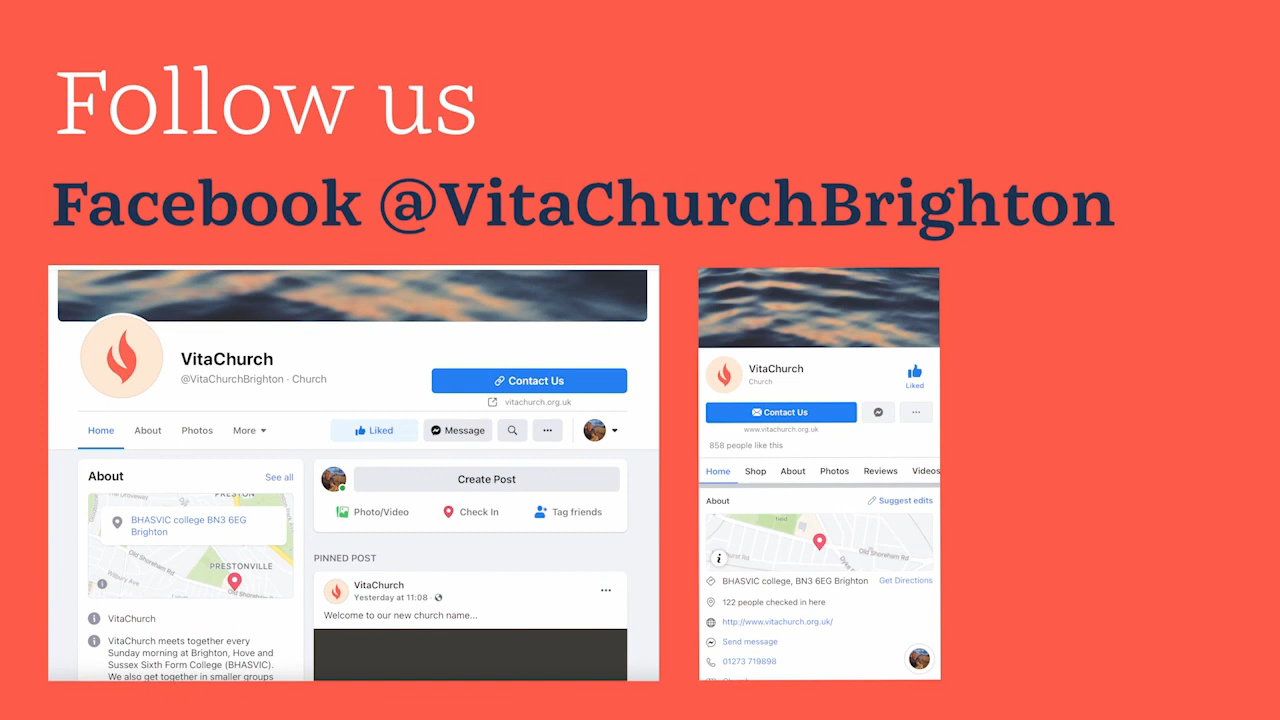 Follow us
Facebook @VitaChurchBrighton
VitaChurch
@VitaChurchBrighton · Church
Contact Us
vitachurch.org.uk
Home About Photos More
Liked Message
About See all
PRESTON
BHASVIC college BN3 6EG
Brighton
Old Shoreham Rd
PRESTONVILLE
VitaChurch
VitaChurch meets together every
Sunday morning at Brighton, Hove and
Sussex Sixth Form College (BHASVIC).
We also get together in smaller groups
Create Post
Photo/Video Check In Tag friends
PINNED POST
VitaChurch
Yesterday at 11:08 ·
Welcome to our new church name...
VitaChurch
Church
Liked
Contact Us
www.vitachurch.org.uk
858 people like this
Home Shop About Photos Reviews Videos
About Suggest edits
field
Old Shoreham Rd
BHASVIC college, BN3 6EG Brighton Get Directions
122 people checked in here
http://www.vitachurch.org.uk/
Send message
01273 719898